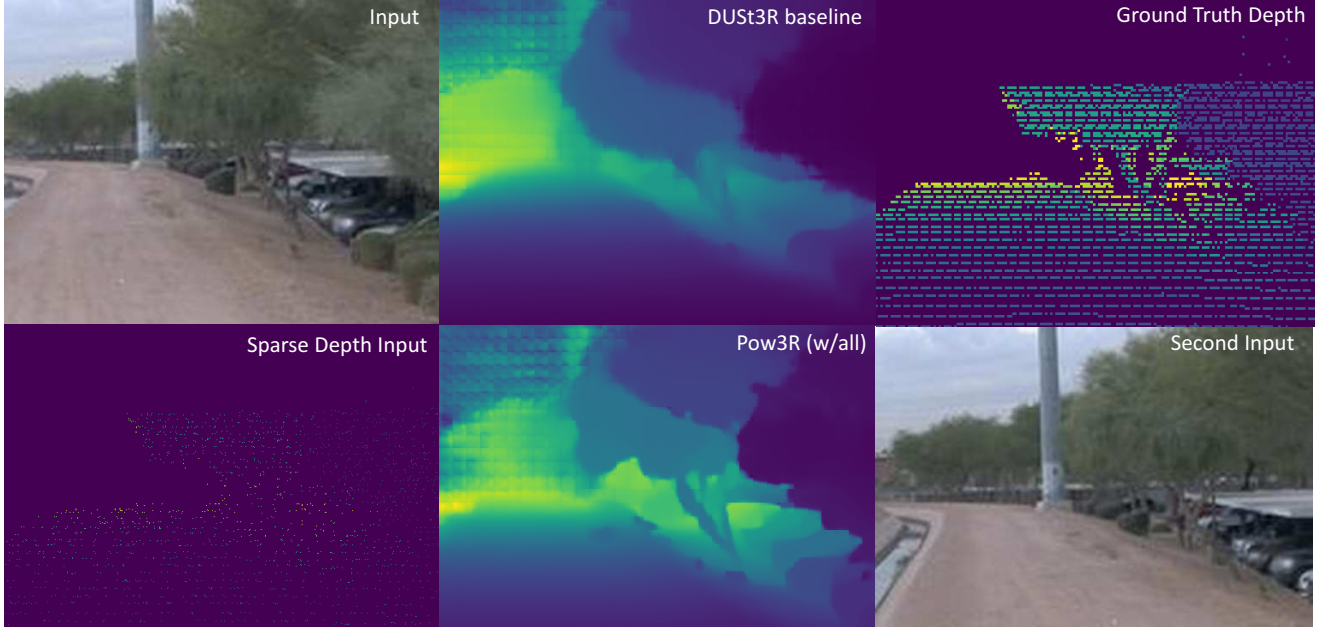 Input
DUSt3R baseline
Ground Truth Depth
Sparse Depth Input
Pow3R (w/all)
Second Input